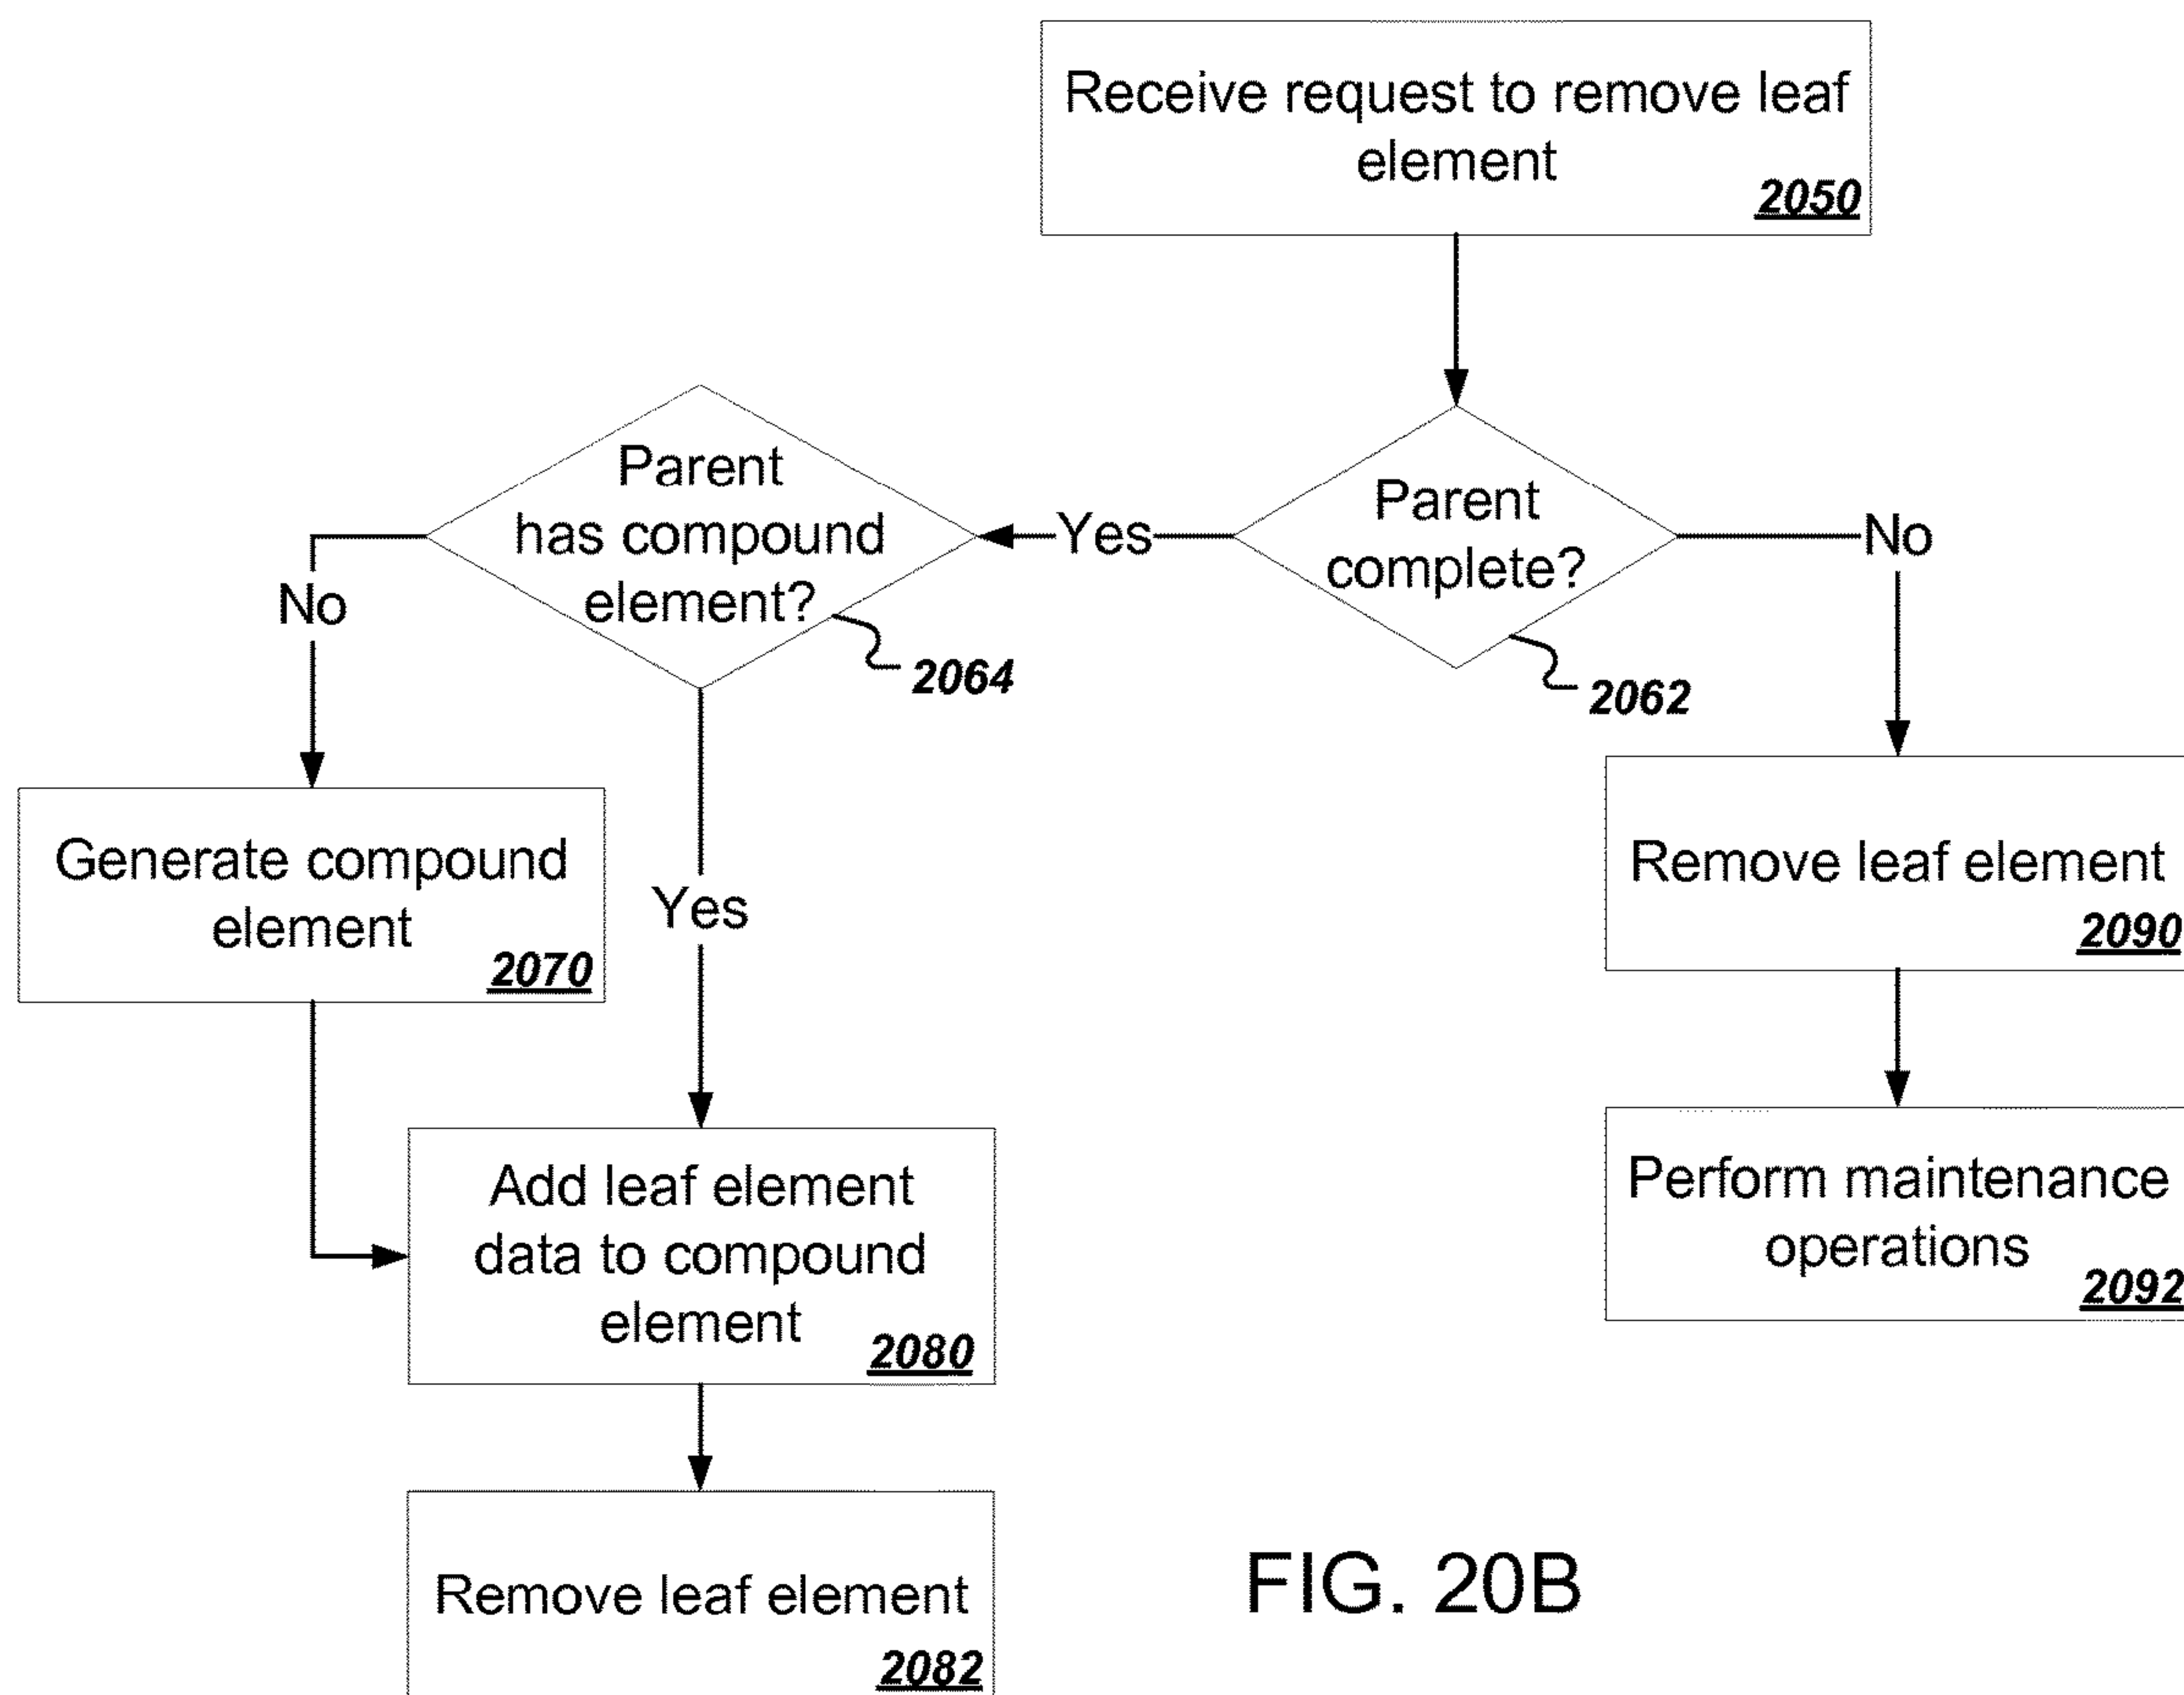 Receive request to remove leaf
element
2050
Parent
complete?
2062
Yes
No
Parent
has compound
element?
2064
No
Yes
Generate compound
element
2070
Add leaf element
data to compound
element
2080
Remove leaf element
2082
Remove leaf element
2090
Perform maintenance
operations
2092
FIG. 20B